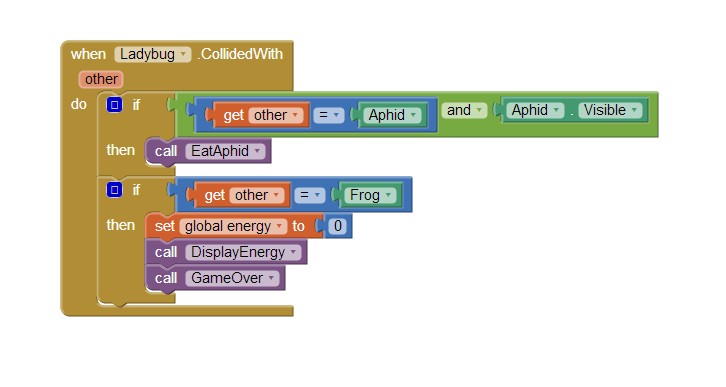 when Ladybug .CollidedWith
other
do if get other = Aphid and Aphid . Visible
then call EatAphid
if get other = Frog
then set global energy to 0
call DisplayEnergy
call GameOver